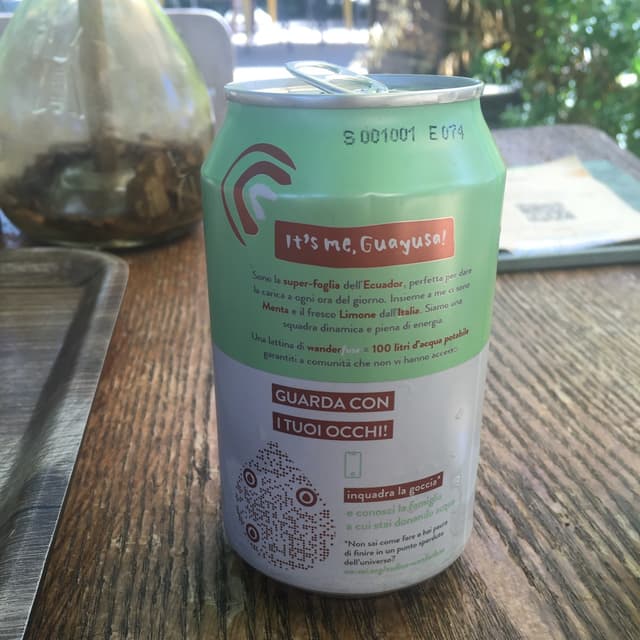 S 001001 E 074
It's me, Guayusa!
Sono la super-foglia dell'Ecuador, perfetta per dare
la carica a ogni ora del giorno. Insieme a me ci sono
Menta e il fresco Limone dall'Italia. Siamo una
squadra dinamica e piena di energia.
Una lattina di wanderfuse = 100 litri d'acqua potabile
garantiti a comunità che non vi hanno accesso.
GUARDA CON
I TUOI OCCHI!
inquadra la goccia*
e conosci la famiglia
a cui stai donando acqua
*Non sai come fare e hai paura
di finire in un punto sperduto
dell'universo?